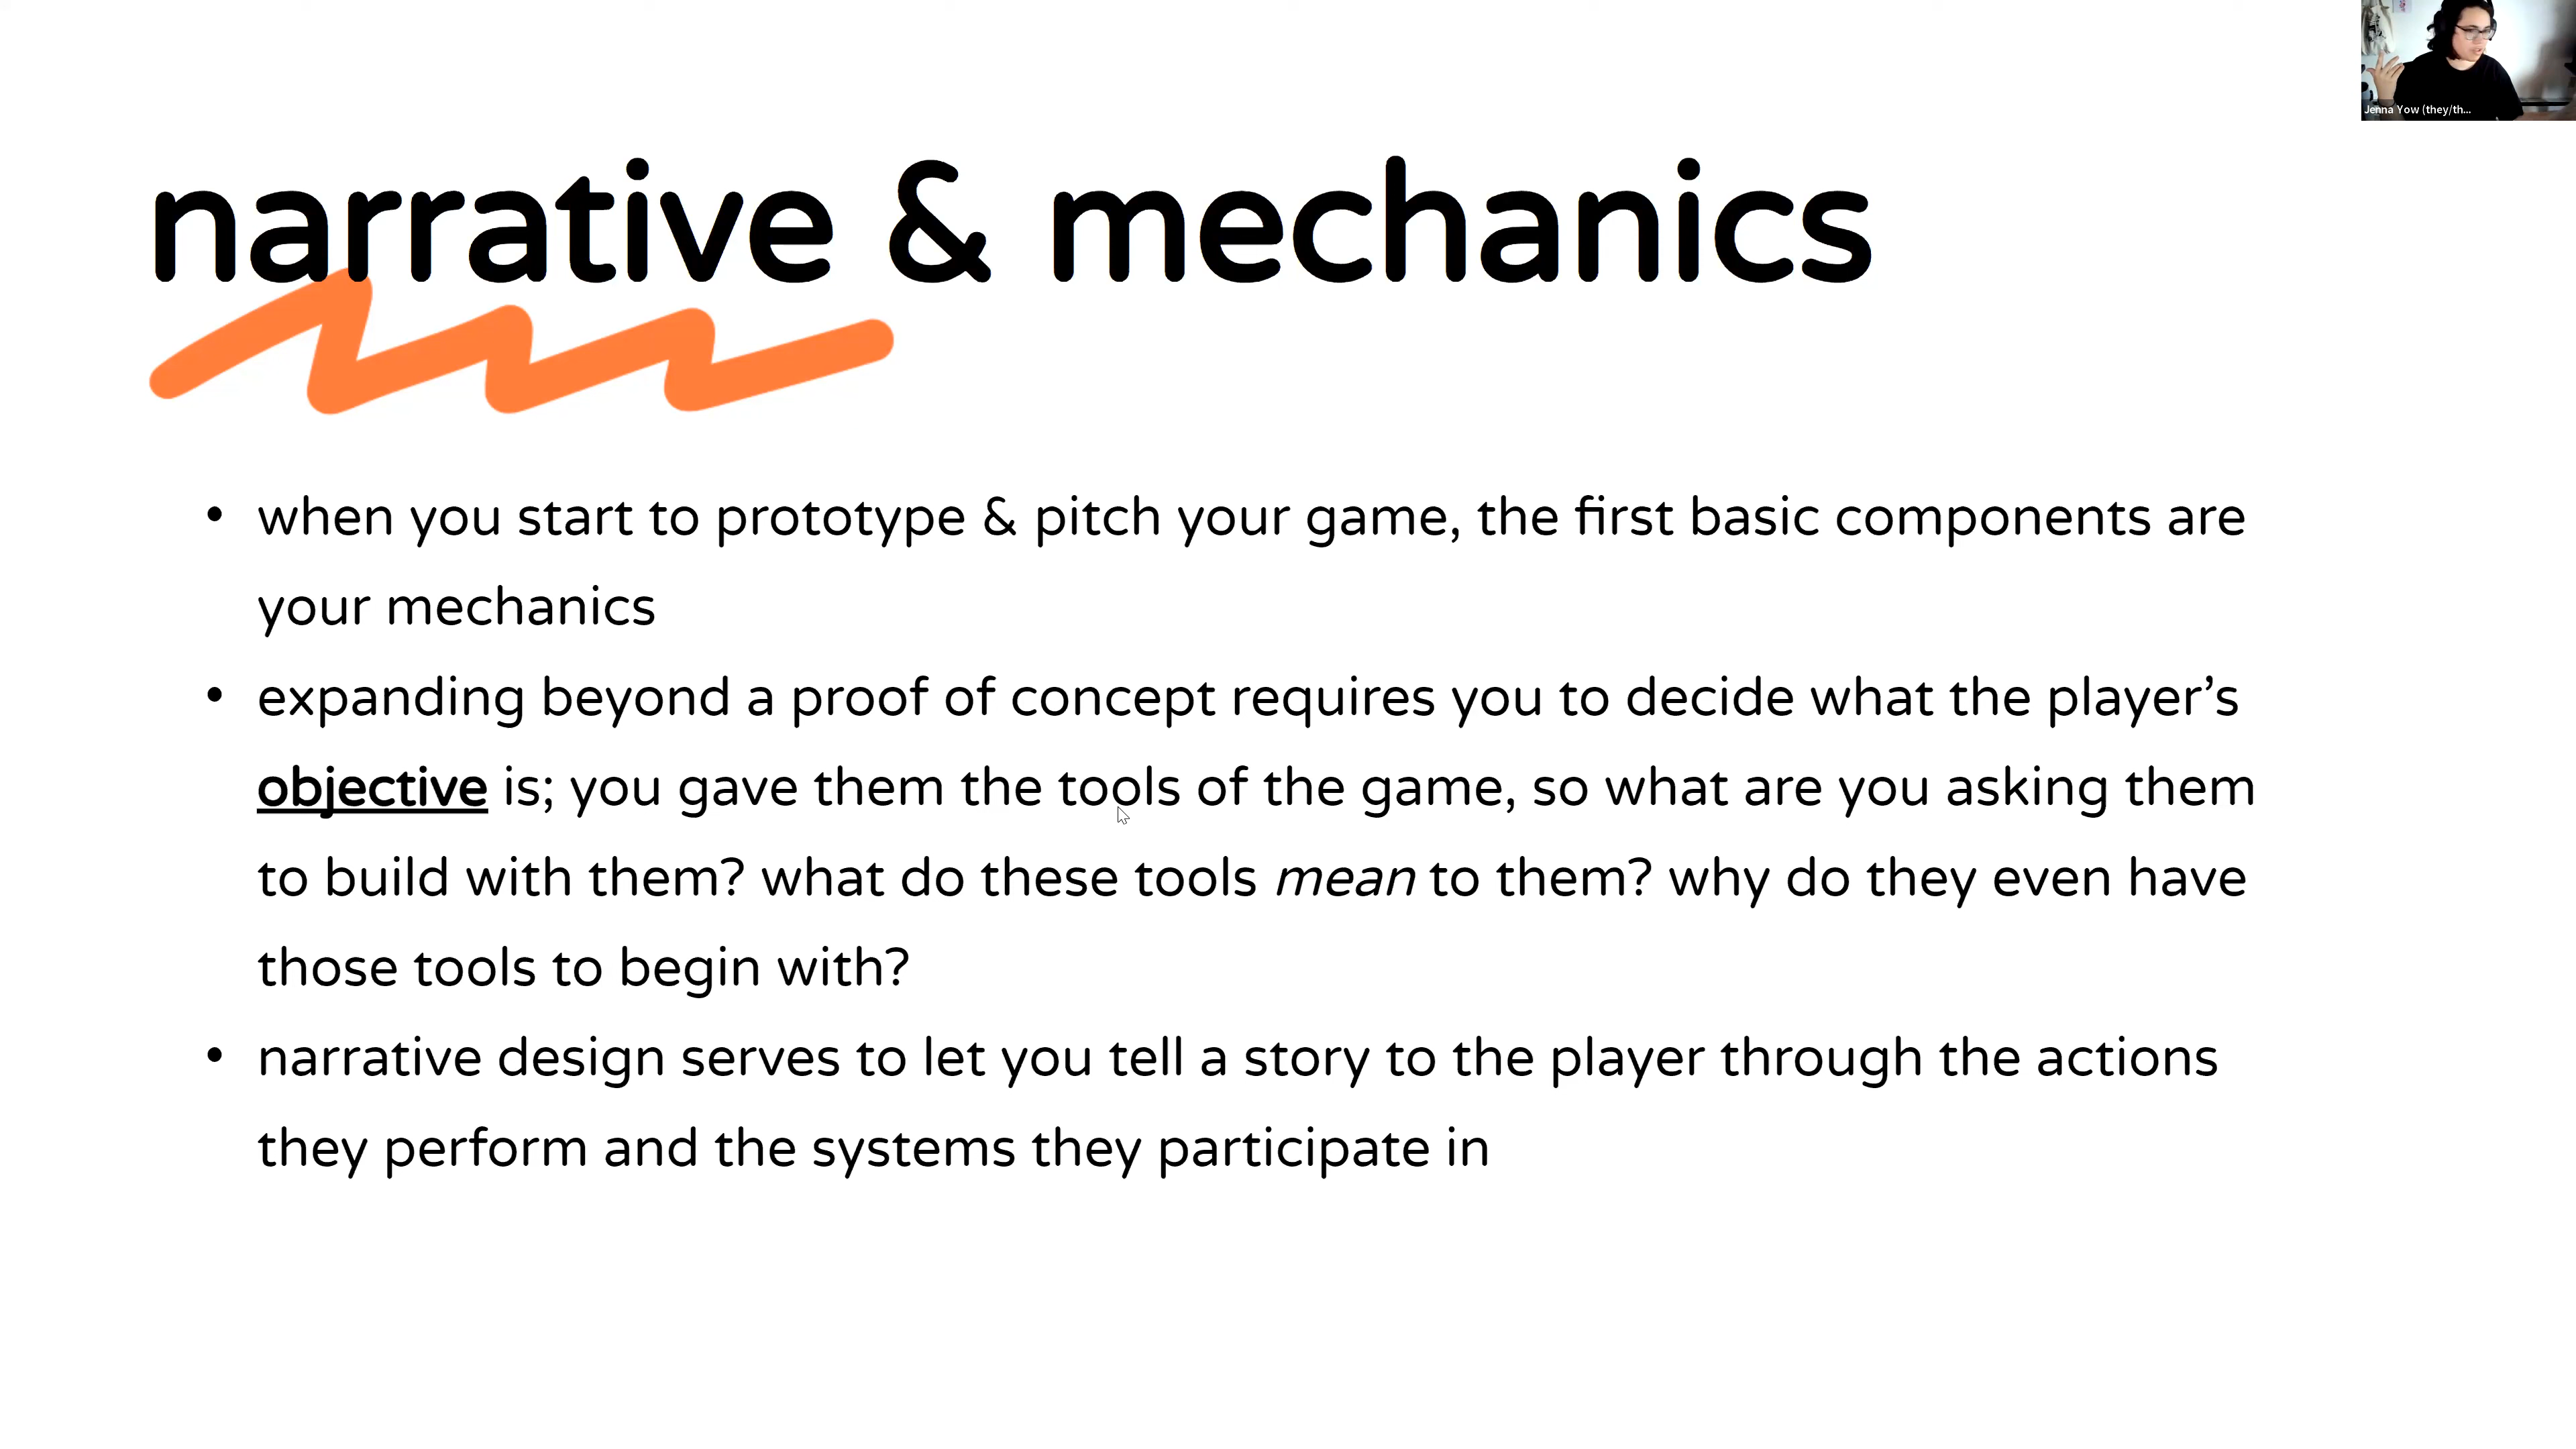 Jenna Yow (they/th...
narrative & mechanics
• when you start to prototype & pitch your game, the first basic components are
your mechanics
• expanding beyond a proof of concept requires you to decide what the player’s
objective is; you gave them the tools of the game, so what are you asking them
to build with them? what do these tools mean to them? why do they even have
those tools to begin with?
• narrative design serves to let you tell a story to the player through the actions
they perform and the systems they participate in